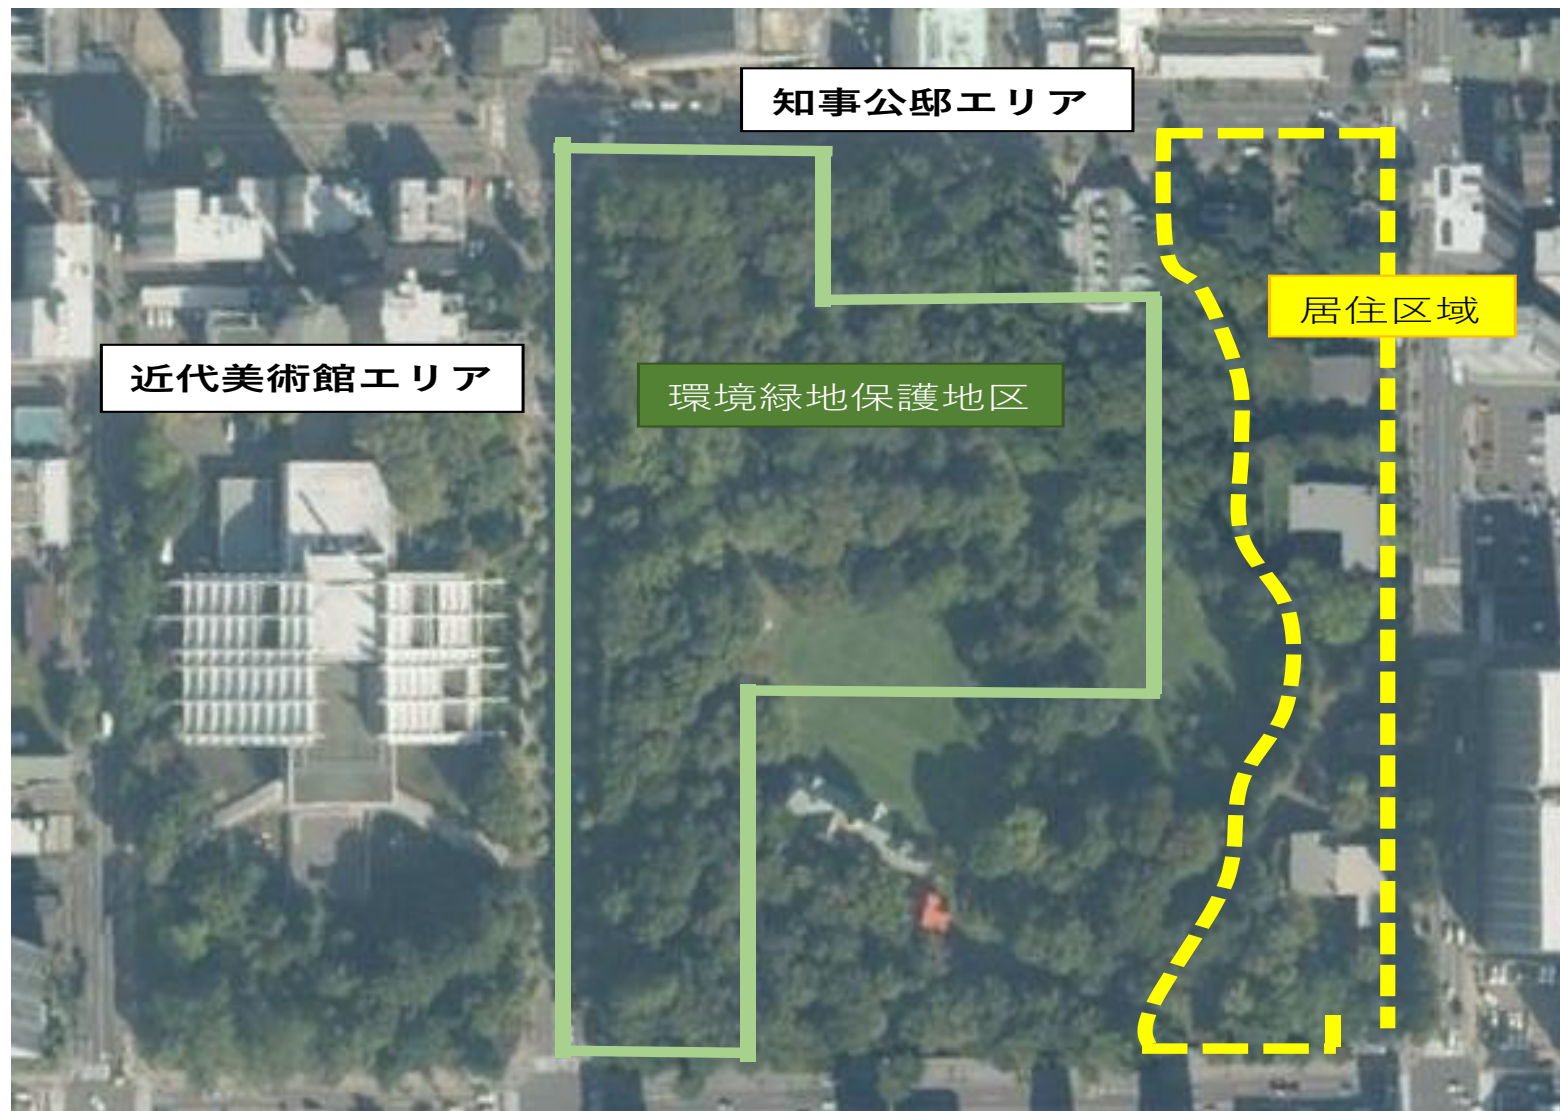 知事公邸エリア
居住区域
近代美術館エリア
環境緑地保護地区